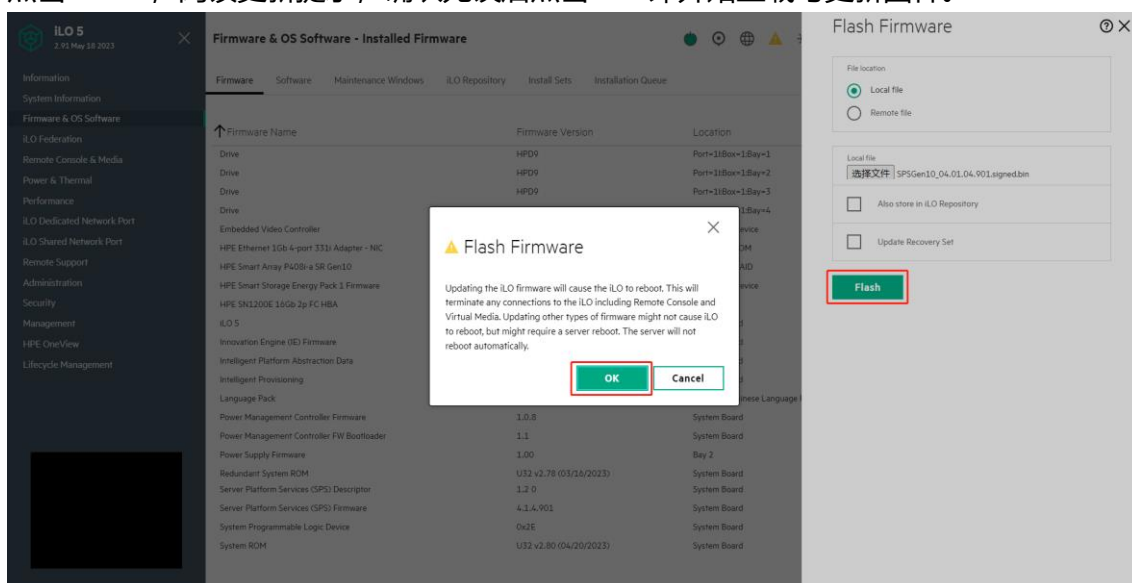 iLO 5
2.91 May 18 2023
Information
System Information
Firmware & OS Software
iLO Federation
Remote Console & Media
Power & Thermal
Performance
iLO Dedicated Network Port
iLO Shared Network Port
Remote Support
Administration
Security
Management
HPE OneView
Lifecycle Management
Firmware & OS Software - Installed Firmware
Firmware Software Maintenance Windows iLO Repository Install Sets Installation Queue
Firmware Name Firmware Version Location
Drive HPD9 Port=1I:Box=1:Bay=1
Drive HPD9 Port=1I:Box=1:Bay=2
Drive HPD9 Port=1I:Box=1:Bay=3
Drive
Embedded Video Controller
HPE Ethernet 1Gb 4-port 331i Adapter - NIC
HPE Smart Array P408i-a SR Gen10
HPE Smart Storage Energy Pack 1 Firmware
HPE SN1200E 16Gb 2p FC HBA
iLO 5
Innovation Engine (IE) Firmware
Intelligent Platform Abstraction Data
Intelligent Provisioning
Language Pack
Power Management Controller Firmware 1.0.8 System Board
Power Management Controller FW Bootloader 1.1 System Board
Power Supply Firmware 1.00 Bay 2
Redundant System ROM U32 v2.78 (03/16/2023) System Board
Server Platform Services (SPS) Descriptor 1.2 0 System Board
Server Platform Services (SPS) Firmware 4.1.4.901 System Board
System Programmable Logic Device 0x2E System Board
System ROM U32 v2.80 (04/20/2023) System Board
Flash Firmware
Updating the iLO firmware will cause the iLO to reboot. This will
terminate any connections to the iLO including Remote Console and
Virtual Media. Updating other types of firmware might not cause iLO
to reboot, but might require a server reboot. The server will not
reboot automatically.
OK Cancel
Flash Firmware
File location
Local file
Remote file
Local file
选择文件 SPSGen10_04.01.04.901.signed.bin
Also store in iLO Repository
Update Recovery Set
Flash